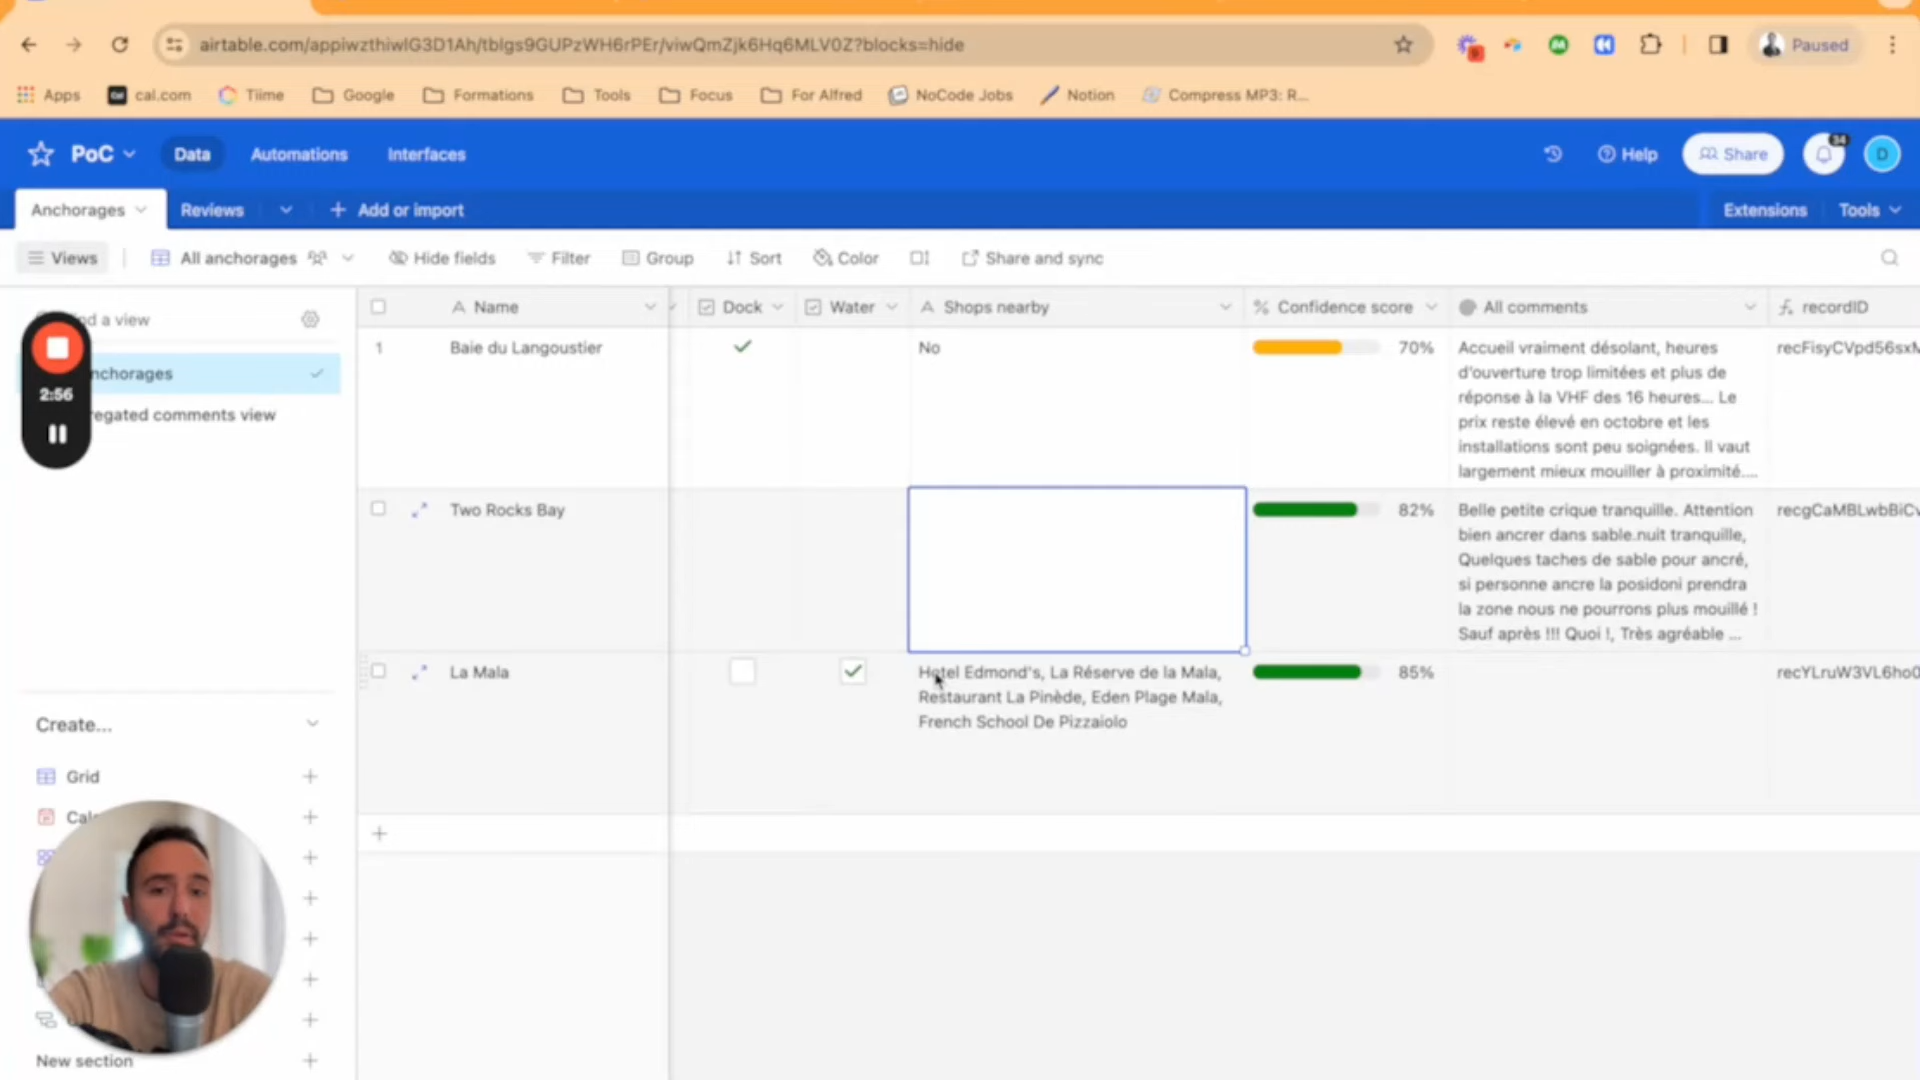 airtable.com/appiwzthiwIG3D1Ah/tblgs9GUPzWH6rPEr/viwQmZjk6Hq6MLV0Z?blocks=hide
Paused
Apps
cal.com
Tiime
Google
Formations
Tools
Focus
For Alfred
NoCode Jobs
Notion
Compress MP3: R...
PoC
Data
Automations
Interfaces
Help
Share
34
D
Anchorages
Reviews
Add or import
Extensions
Tools
Views
All anchorages
Hide fields
Filter
Group
Sort
Color
Share and sync
a view
2:56
nchorages
regated comments view
Create...
Grid
New section
Name
Dock
Water
Shops nearby
Confidence score
All comments
recordID
1
Baie du Langoustier
No
70%
Accueil vraiment désolant, heures
d'ouverture trop limitées et plus de
réponse à la VHF des 16 heures... Le
prix reste élevé en octobre et les
installations sont peu soignées. Il vaut
largement mieux mouiller à proximité....
recFisyCVpd56sxM
Two Rocks Bay
82%
Belle petite crique tranquille. Attention
bien ancrer dans sable.nuit tranquille,
Quelques taches de sable pour ancré,
si personne ancre la posidoni prendra
la zone nous ne pourrons plus mouillé !
Sauf après !!! Quoi !, Très agréable ...
recgCaMBLwbBiCv
La Mala
Hotel Edmond's, La Réserve de la Mala,
Restaurant La Pinède, Eden Plage Mala,
French School De Pizzaiolo
85%
recYLruW3VL6ho0